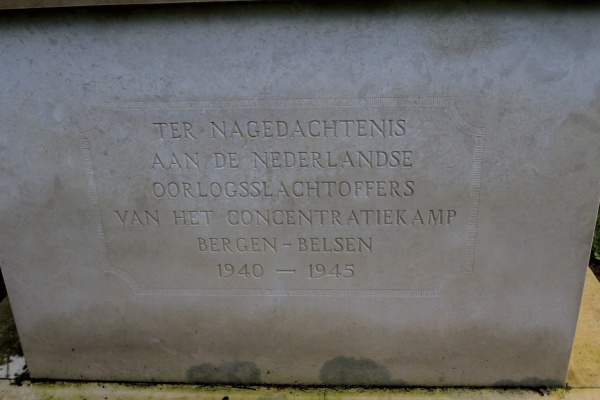 TER NAGEDACHTENIS
AAN DE NEDERLANDSE
OORLOGSSLACHTOFFERS
VAN HET CONCENTRATIEKAMP
BERGEN-BELSEN
1940 — 1945